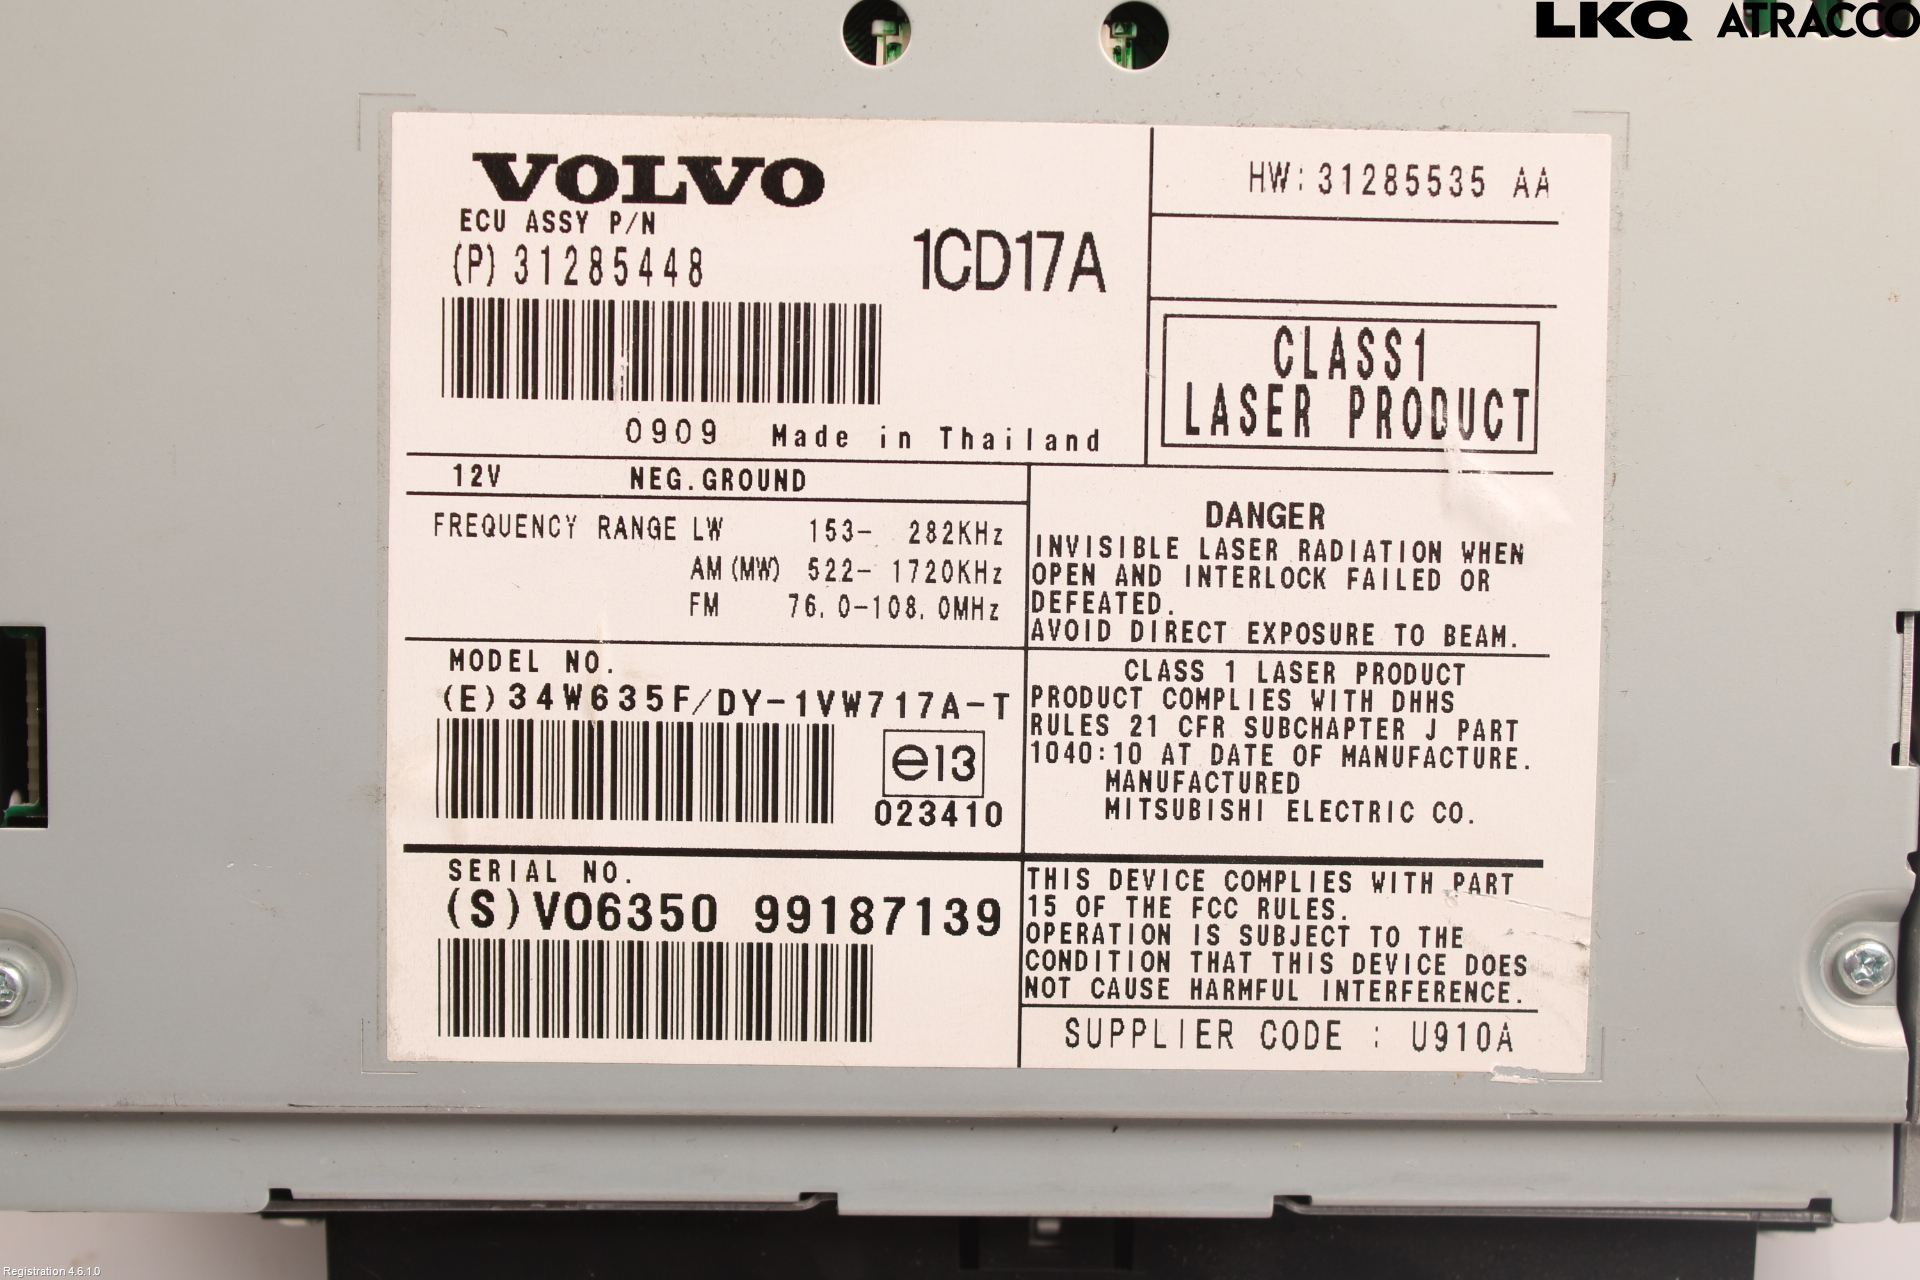 LKQ ATRACCO
VOLVO
ECU ASSY P/N
(P) 31285448
1CD17A
0909 Made in Thailand
HW: 31285535 AA
CLASS1
LASER PRODUCT
12V NEG.GROUND
FREQUENCY RANGE LW 153- 282KHz
AM (MW) 522- 1720KHz
FM 76.0-108.0MHz
DANGER
INVISIBLE LASER RADIATION WHEN
OPEN AND INTERLOCK FAILED OR
DEFEATED.
AVOID DIRECT EXPOSURE TO BEAM.
MODEL NO.
(E) 34W635F/DY-1VW717A-T
e13
023410
CLASS 1 LASER PRODUCT
PRODUCT COMPLIES WITH DHHS
RULES 21 CFR SUBCHAPTER J PART
1040:10 AT DATE OF MANUFACTURE.
MANUFACTURED
MITSUBISHI ELECTRIC CO.
SERIAL NO.
(S) VO6350 99187139
THIS DEVICE COMPLIES WITH PART
15 OF THE FCC RULES.
OPERATION IS SUBJECT TO THE
CONDITION THAT THIS DEVICE DOES
NOT CAUSE HARMFUL INTERFERENCE.
SUPPLIER CODE : U910A
Registration 4.6.1.0